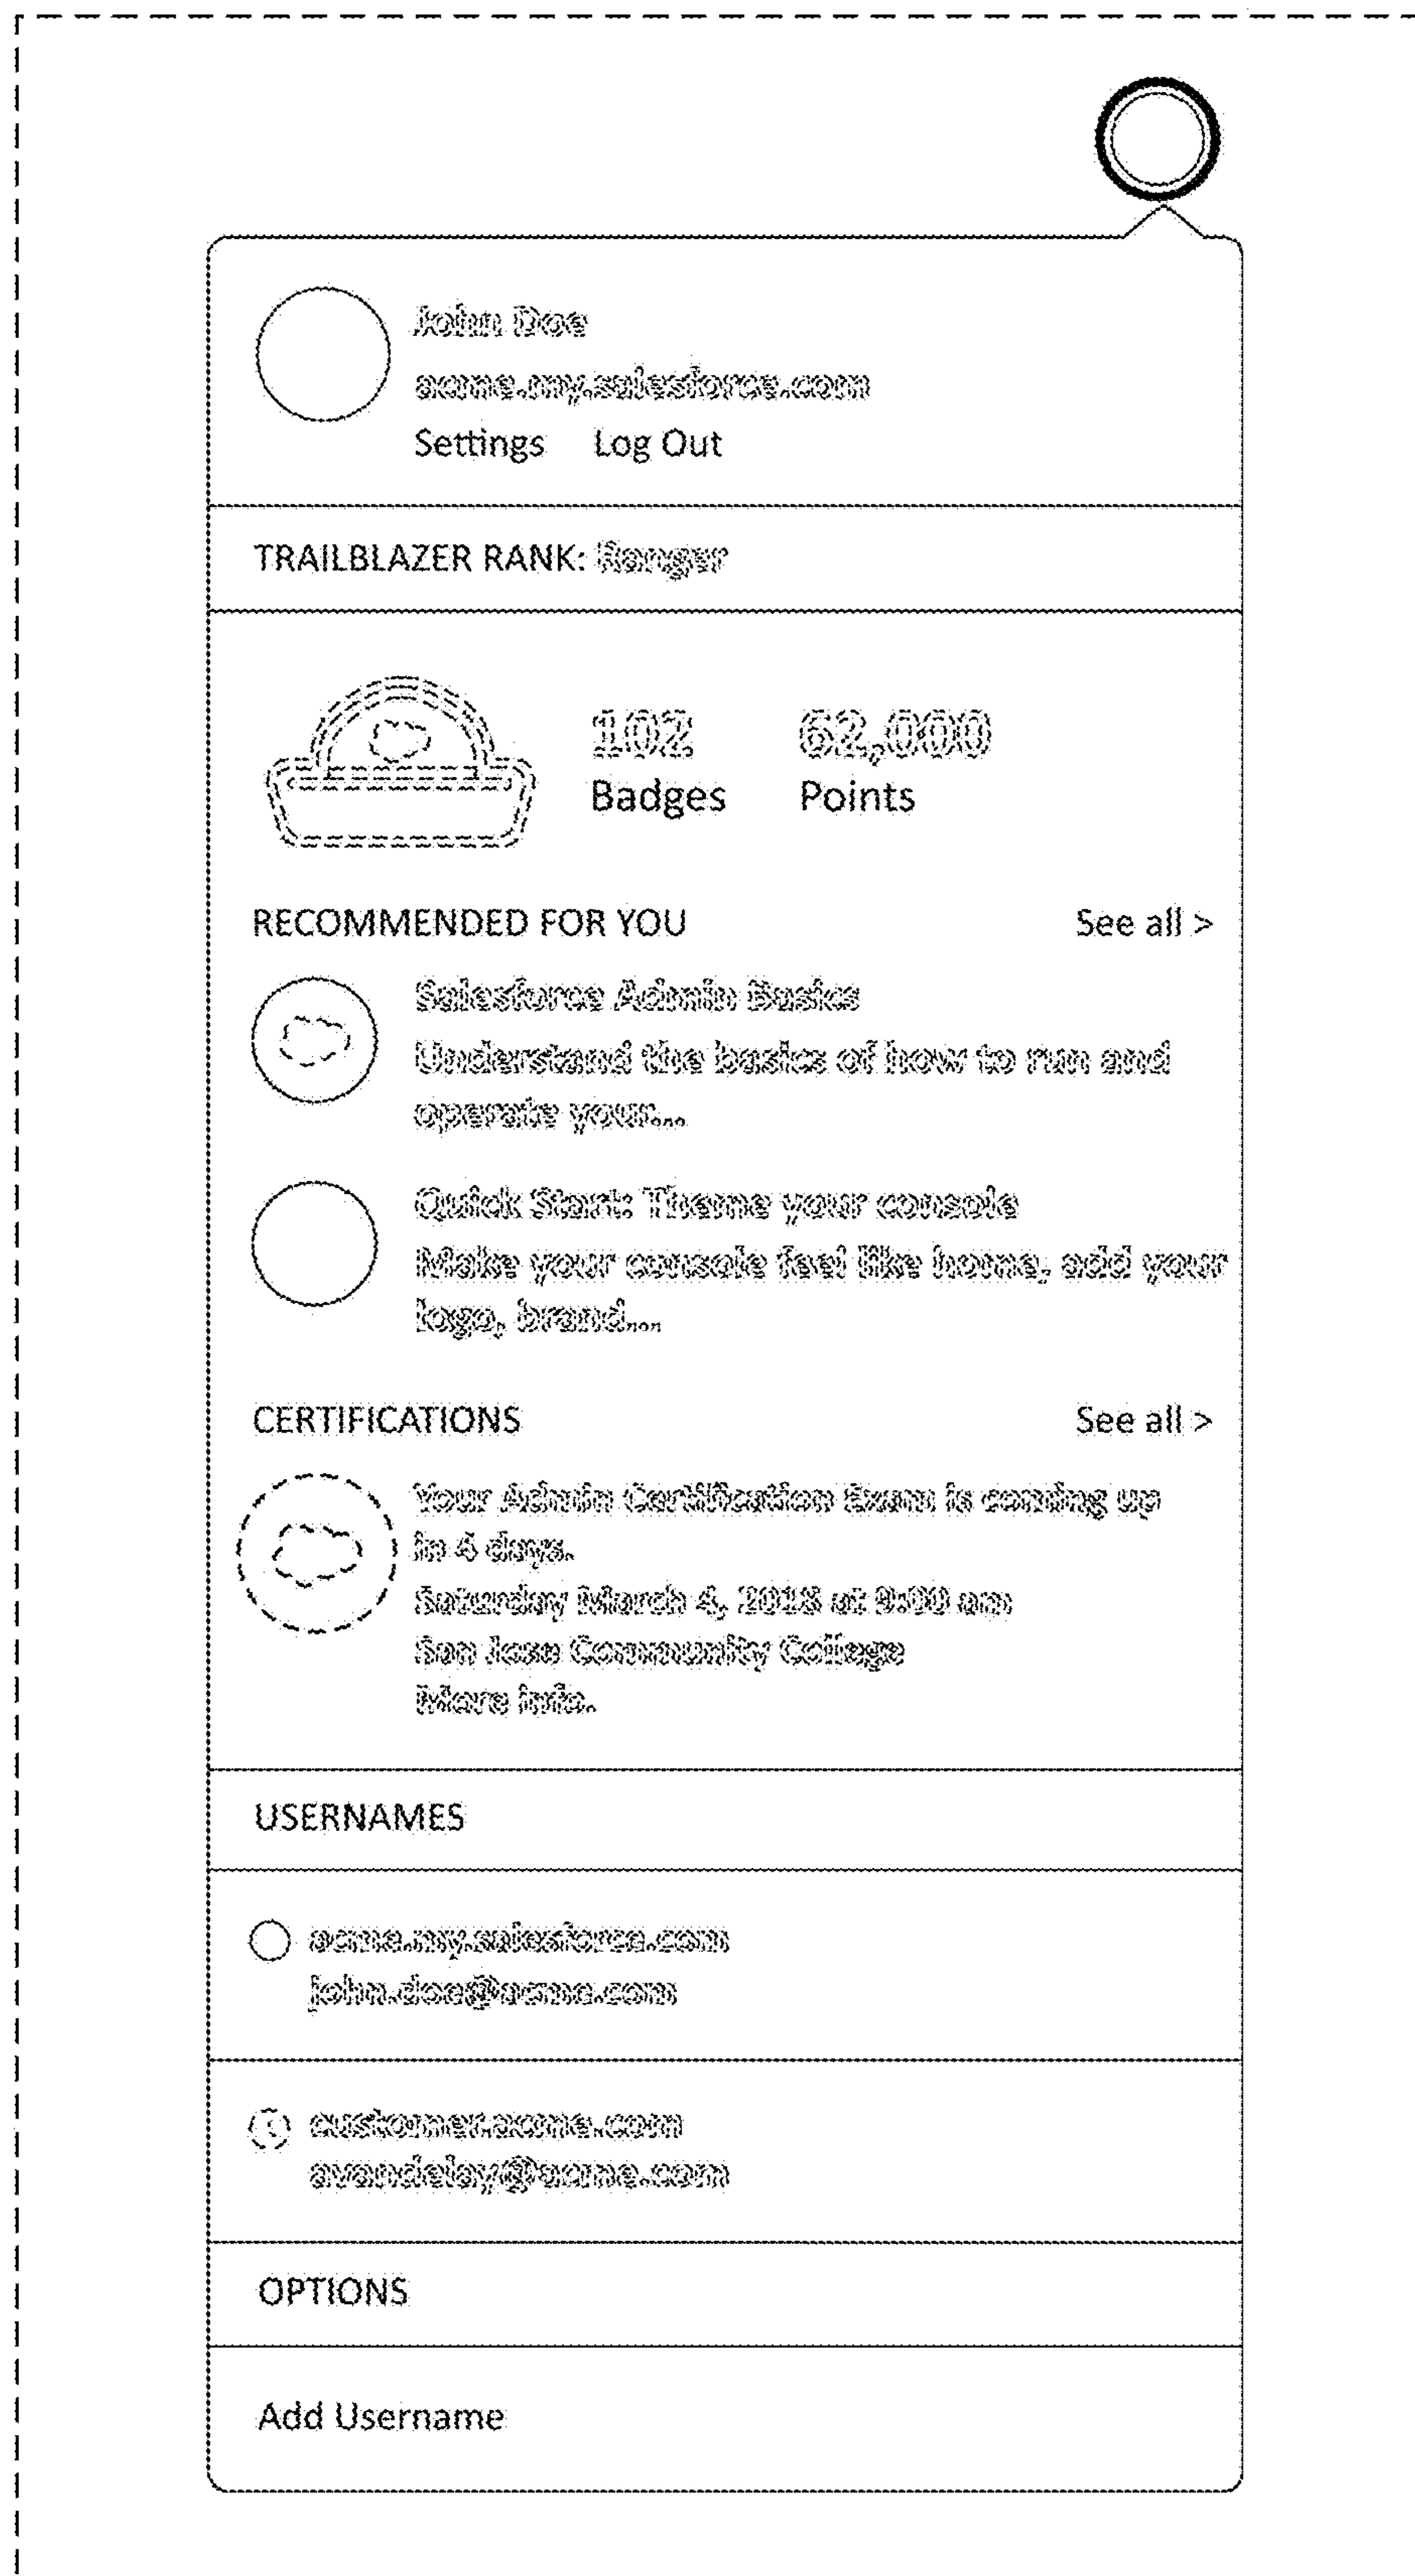 John Doe
acme.my.salesforce.com
Settings Log Out
TRAILBLAZER RANK: Ranger
102 62,000
Badges Points
RECOMMENDED FOR YOU See all >
Salesforce Admin Basics
Understand the basics of how to run and
operate your...
Quick Start: Theme your console
Make your console feel like home, add your
logo, brand....
CERTIFICATIONS See all >
Your Admin Certification Exam is coming up
in 4 days.
Saturday March 4, 2018 at 9:00 am
San Jose Community College
More info.
USERNAMES
acme.my.salesforce.com
john.doe@acme.com
customer.acme.com
avandelay@acme.com
OPTIONS
Add Username